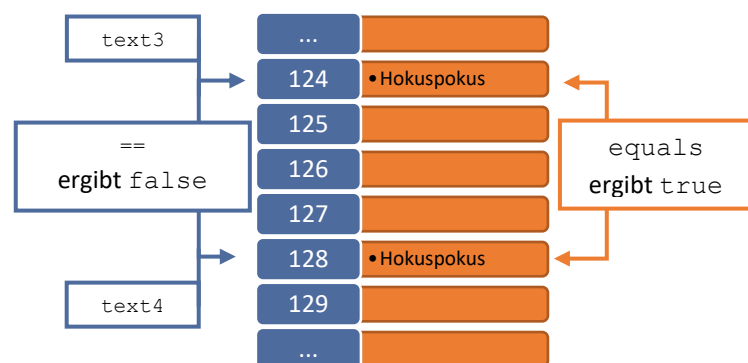 text3
...
124
• Hokuspokus
125
==
ergibt false
equals
ergibt true
126
127
128
• Hokuspokus
text4
129
...